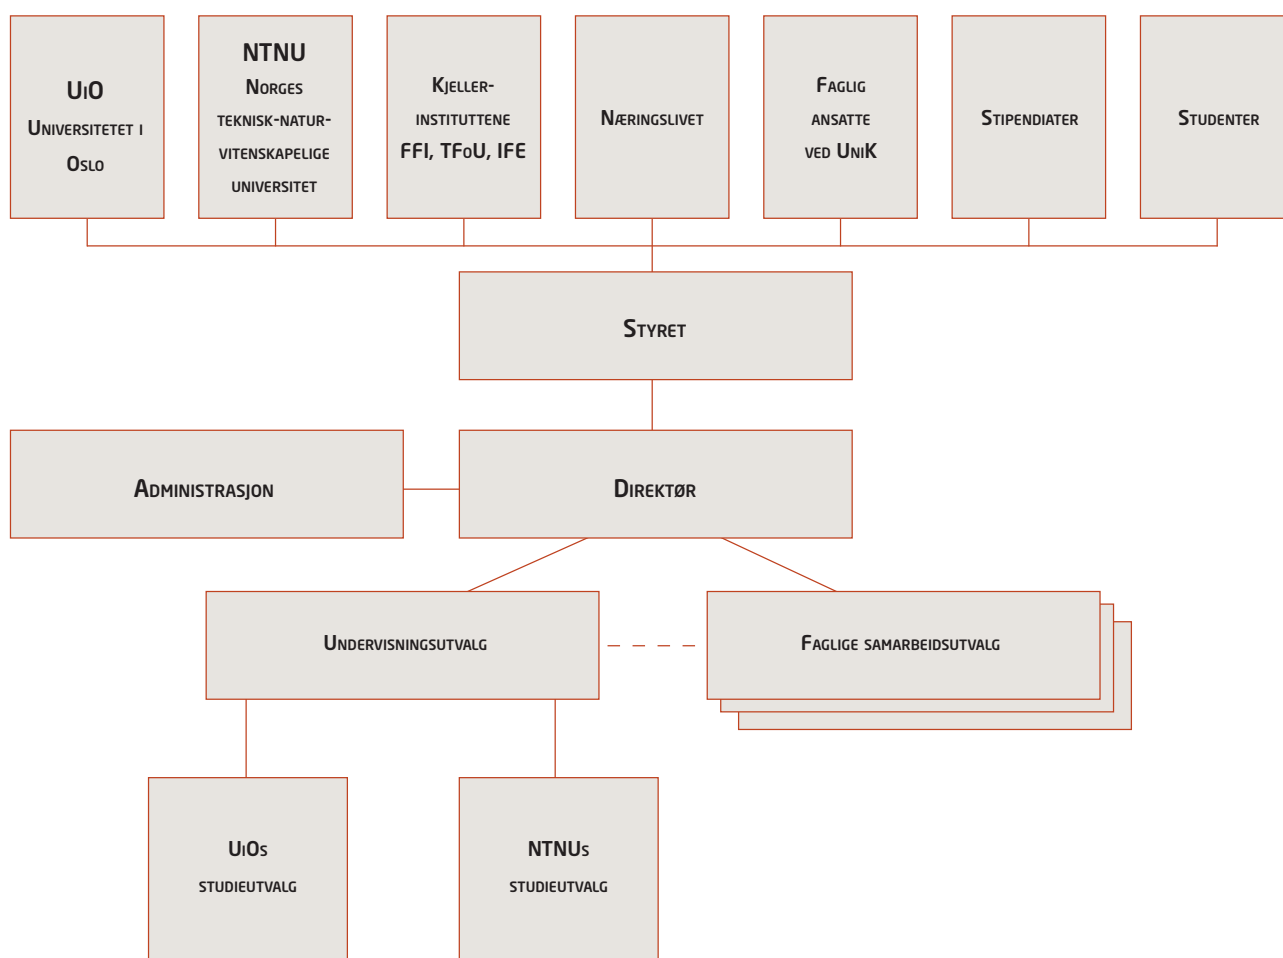 UiO
Universitetet i
Oslo
NTNU
Norges
teknisk-natur-
vitenskapelige
universitet
Kjeller-
instituttene
FFI, TFoU, IFE
Næringslivet
Faglig
ansatte
ved UniK
Stipendiater
Studenter
Styret
Administrasjon
Direktør
Undervisningsutvalg
Faglige samarbeidsutvalg
UiOs
studieutvalg
NTNUs
studieutvalg